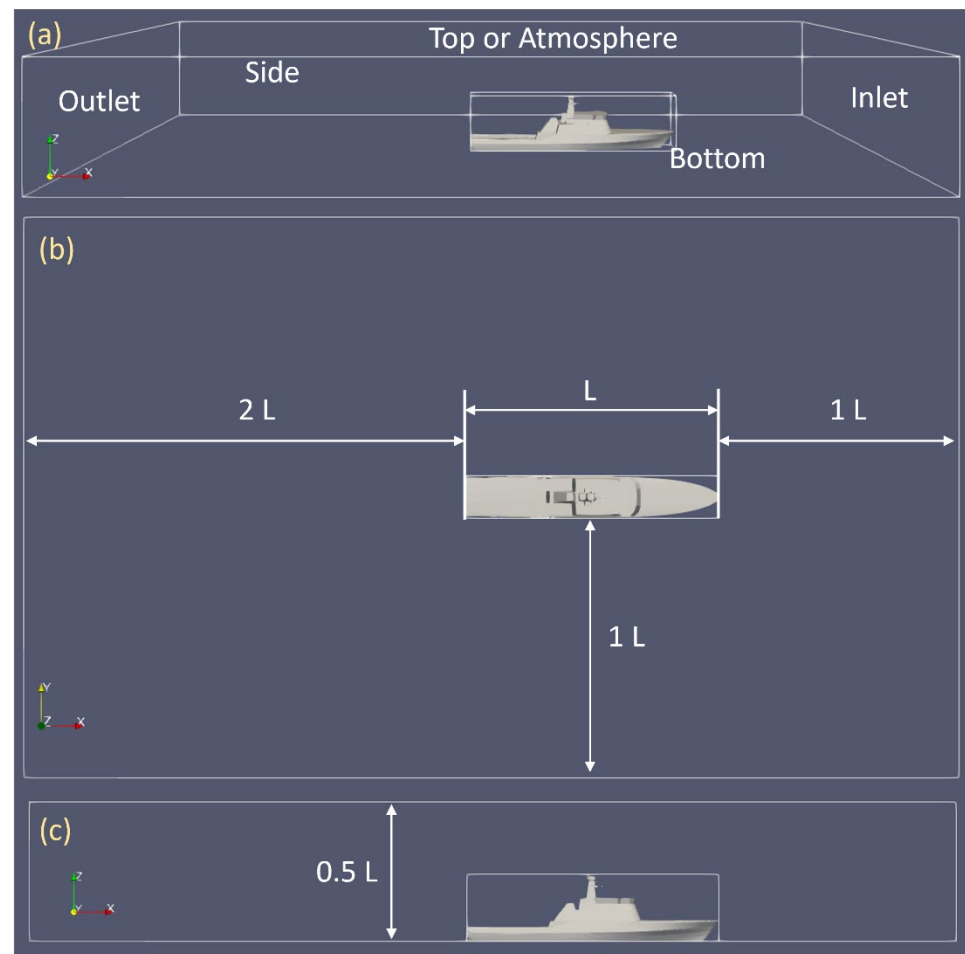 (a)
Top or Atmosphere
Side
Outlet
Inlet
Bottom
Z
Y
X
(b)
L
2 L
1 L
1 L
Y
Z
X
(c)
0.5 L
Z
Y
X